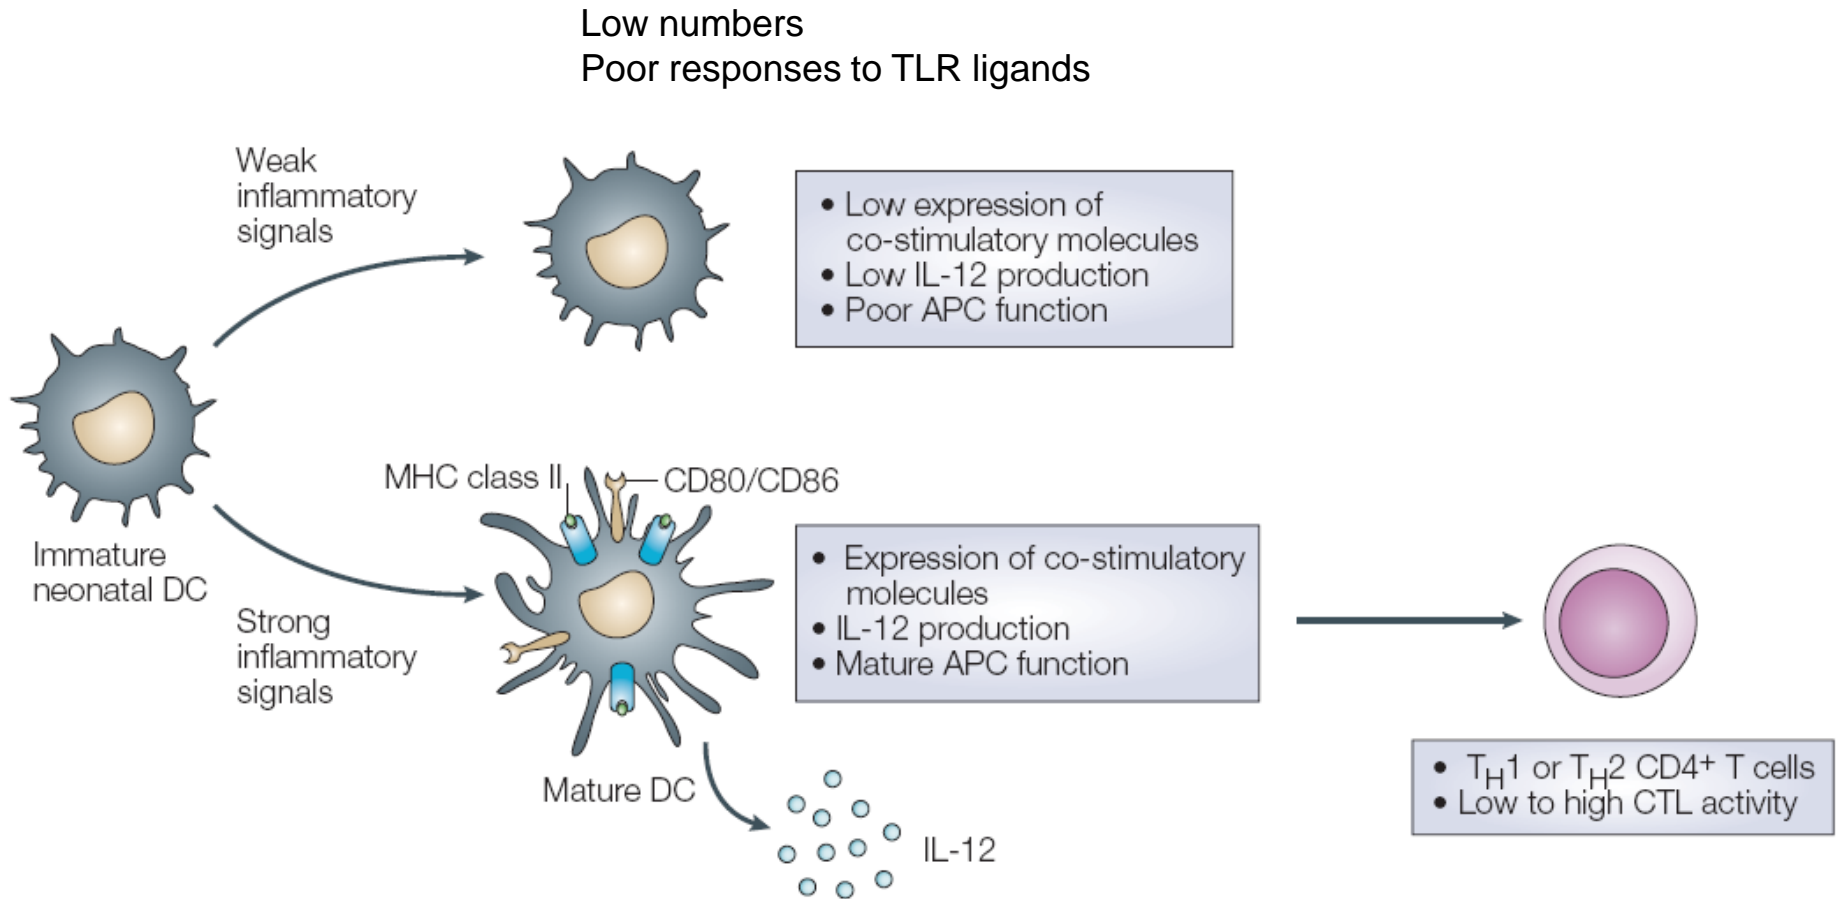 Low numbers
Poor responses to TLR ligands
Weak
inflammatory
signals
• Low expression of
co-stimulatory molecules
• Low IL-12 production
• Poor APC function
Immature
neonatal DC
Strong
inflammatory
signals
MHC class II
CD80/CD86
• Expression of co-stimulatory
molecules
• IL-12 production
• Mature APC function
Mature DC
IL-12
• TH1 or TH2 CD4+ T cells
• Low to high CTL activity